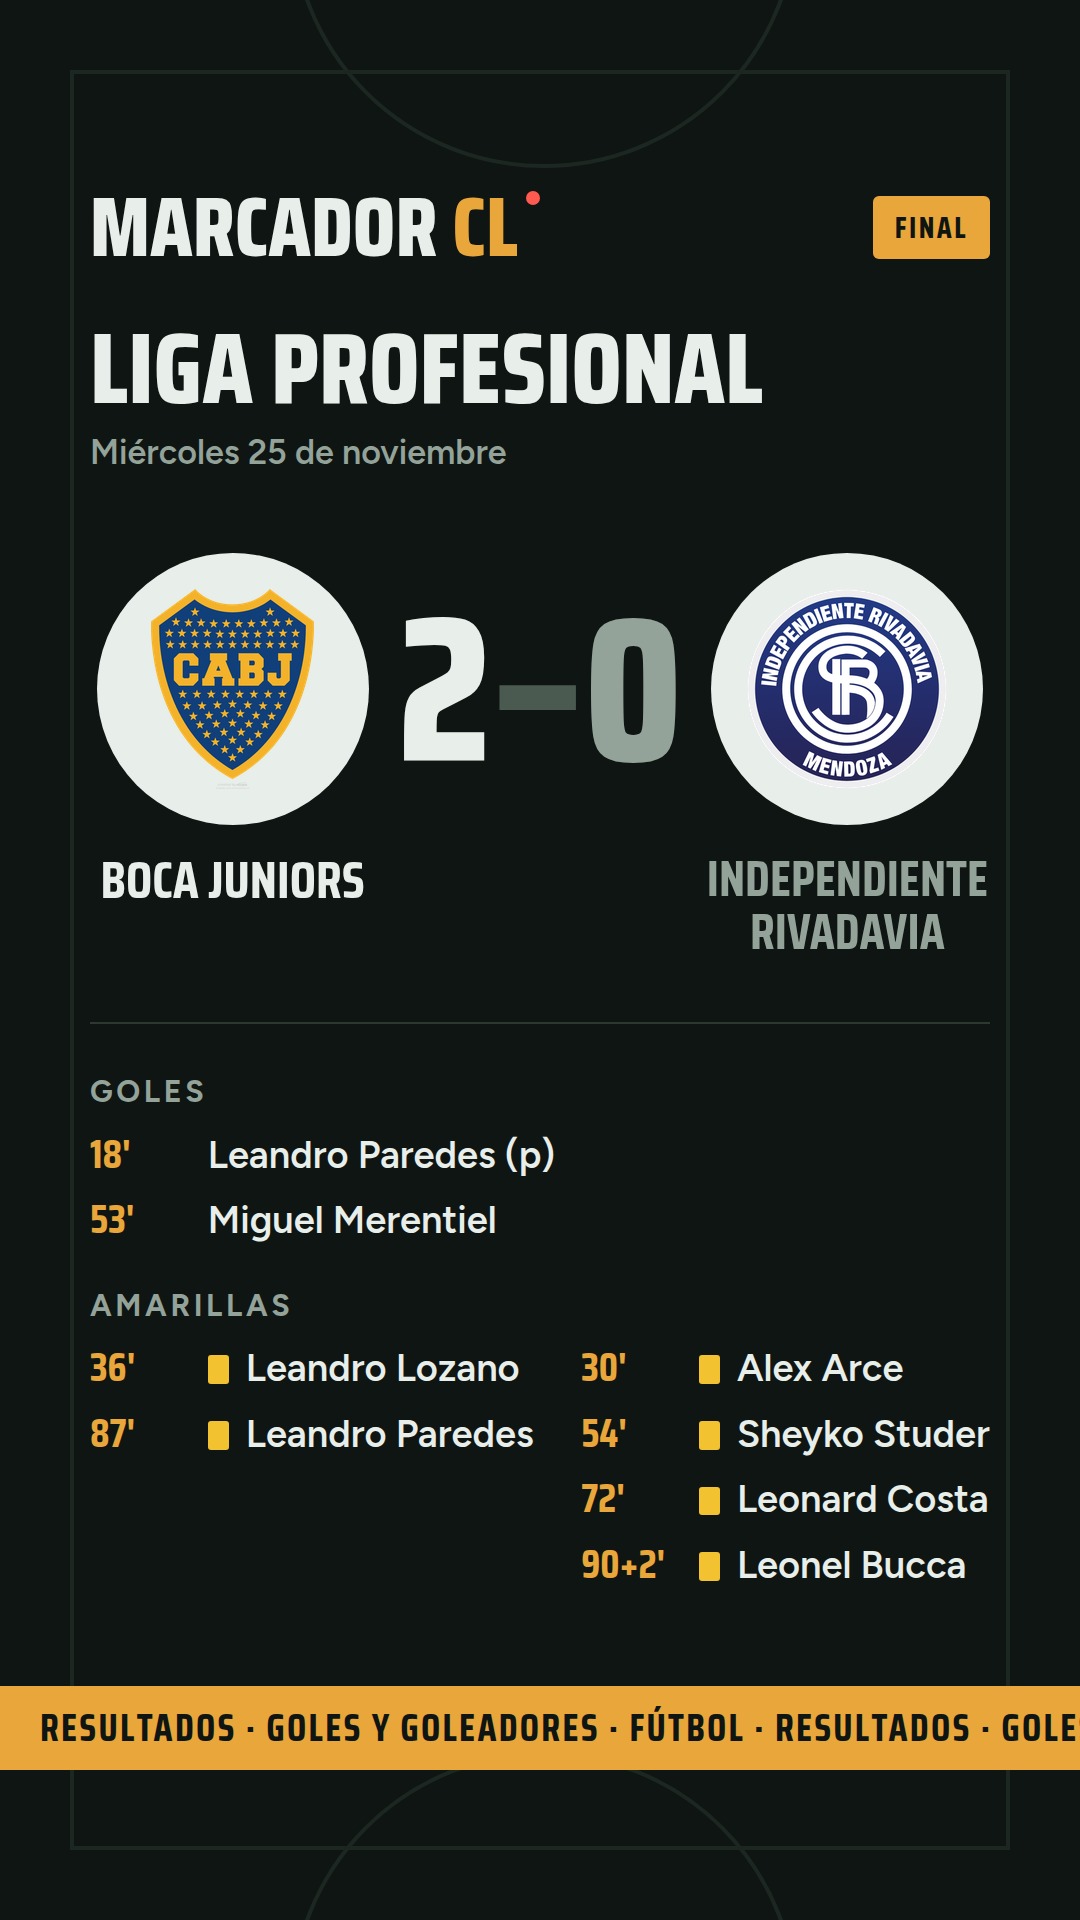 MARCADOR CL
FINAL
LIGA PROFESIONAL
Miércoles 25 de noviembre
CABJ
2-0
INDEPENDIENTE RIVADAVIA
MENDOZA
BOCA JUNIORS
INDEPENDIENTE
RIVADAVIA
GOLES
18' Leandro Paredes (p)
53' Miguel Merentiel
AMARILLAS
36' Leandro Lozano
87' Leandro Paredes
30' Alex Arce
54' Sheyko Studer
72' Leonard Costa
90+2' Leonel Bucca
RESULTADOS · GOLES Y GOLEADORES · FÚTBOL · RESULTADOS · GOLES